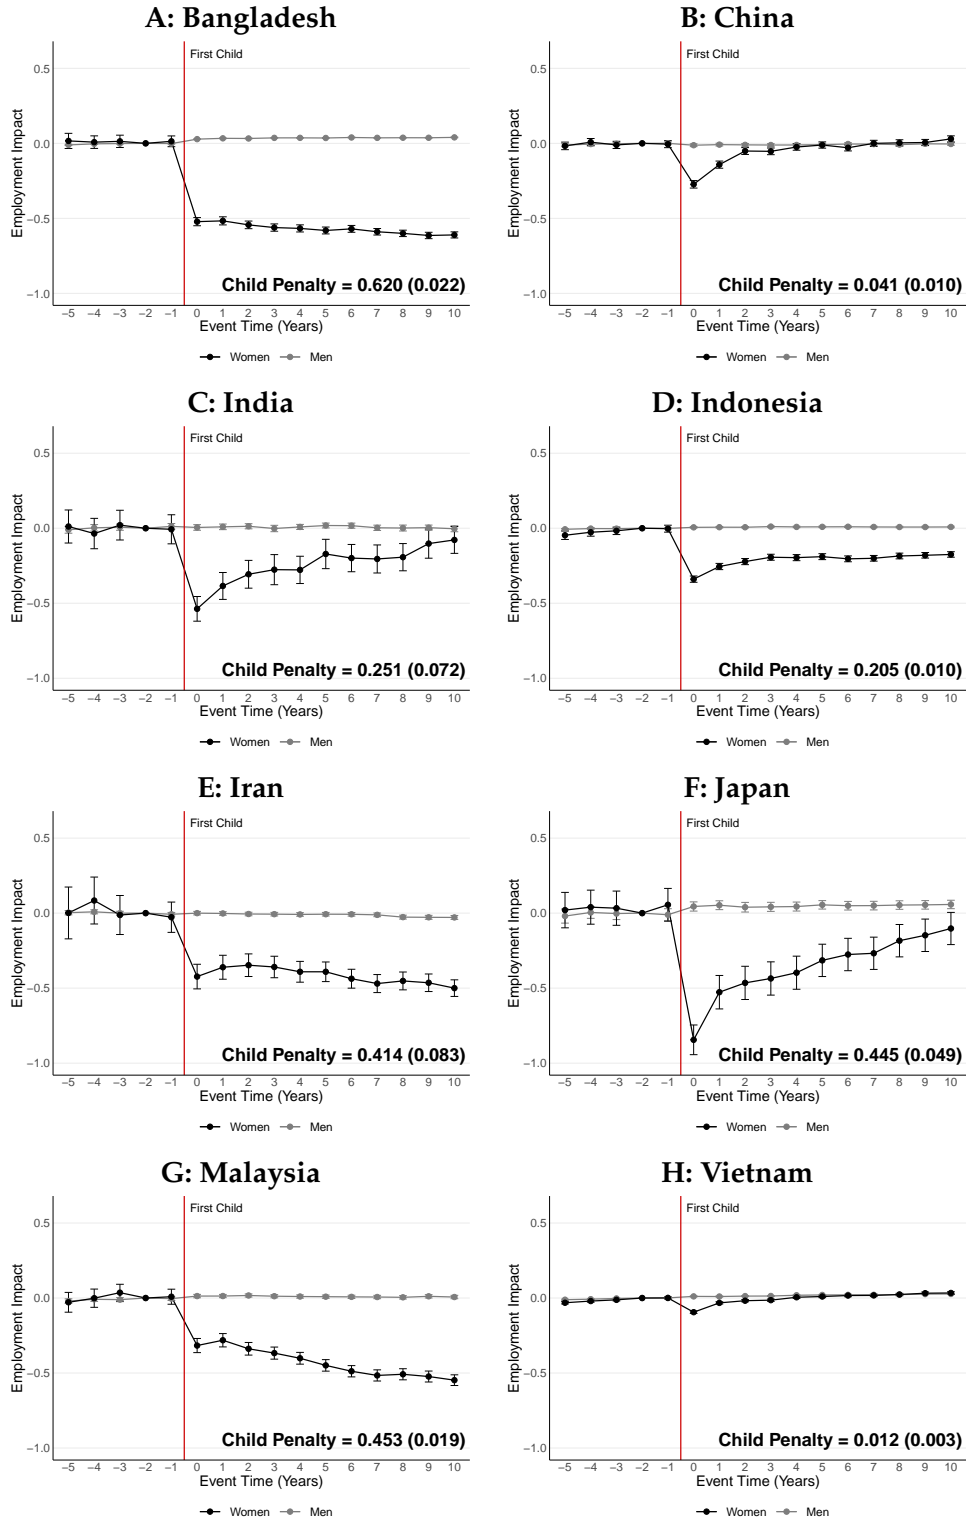 A: Bangladesh
First Child
0.5
0.0
−0.5
−1.0
Employment Impact
Child Penalty = 0.620 (0.022)
−5 −4 −3 −2 −1 0 1 2 3 4 5 6 7 8 9 10
Event Time (Years)
Women Men
B: China
First Child
0.5
0.0
−0.5
−1.0
Employment Impact
Child Penalty = 0.041 (0.010)
−5 −4 −3 −2 −1 0 1 2 3 4 5 6 7 8 9 10
Event Time (Years)
Women Men
C: India
First Child
0.5
0.0
−0.5
−1.0
Employment Impact
Child Penalty = 0.251 (0.072)
−5 −4 −3 −2 −1 0 1 2 3 4 5 6 7 8 9 10
Event Time (Years)
Women Men
D: Indonesia
First Child
0.5
0.0
−0.5
−1.0
Employment Impact
Child Penalty = 0.205 (0.010)
−5 −4 −3 −2 −1 0 1 2 3 4 5 6 7 8 9 10
Event Time (Years)
Women Men
E: Iran
First Child
0.5
0.0
−0.5
−1.0
Employment Impact
Child Penalty = 0.414 (0.083)
−5 −4 −3 −2 −1 0 1 2 3 4 5 6 7 8 9 10
Event Time (Years)
Women Men
F: Japan
First Child
0.5
0.0
−0.5
−1.0
Employment Impact
Child Penalty = 0.445 (0.049)
−5 −4 −3 −2 −1 0 1 2 3 4 5 6 7 8 9 10
Event Time (Years)
Women Men
G: Malaysia
First Child
0.5
0.0
−0.5
−1.0
Employment Impact
Child Penalty = 0.453 (0.019)
−5 −4 −3 −2 −1 0 1 2 3 4 5 6 7 8 9 10
Event Time (Years)
Women Men
H: Vietnam
First Child
0.5
0.0
−0.5
−1.0
Employment Impact
Child Penalty = 0.012 (0.003)
−5 −4 −3 −2 −1 0 1 2 3 4 5 6 7 8 9 10
Event Time (Years)
Women Men